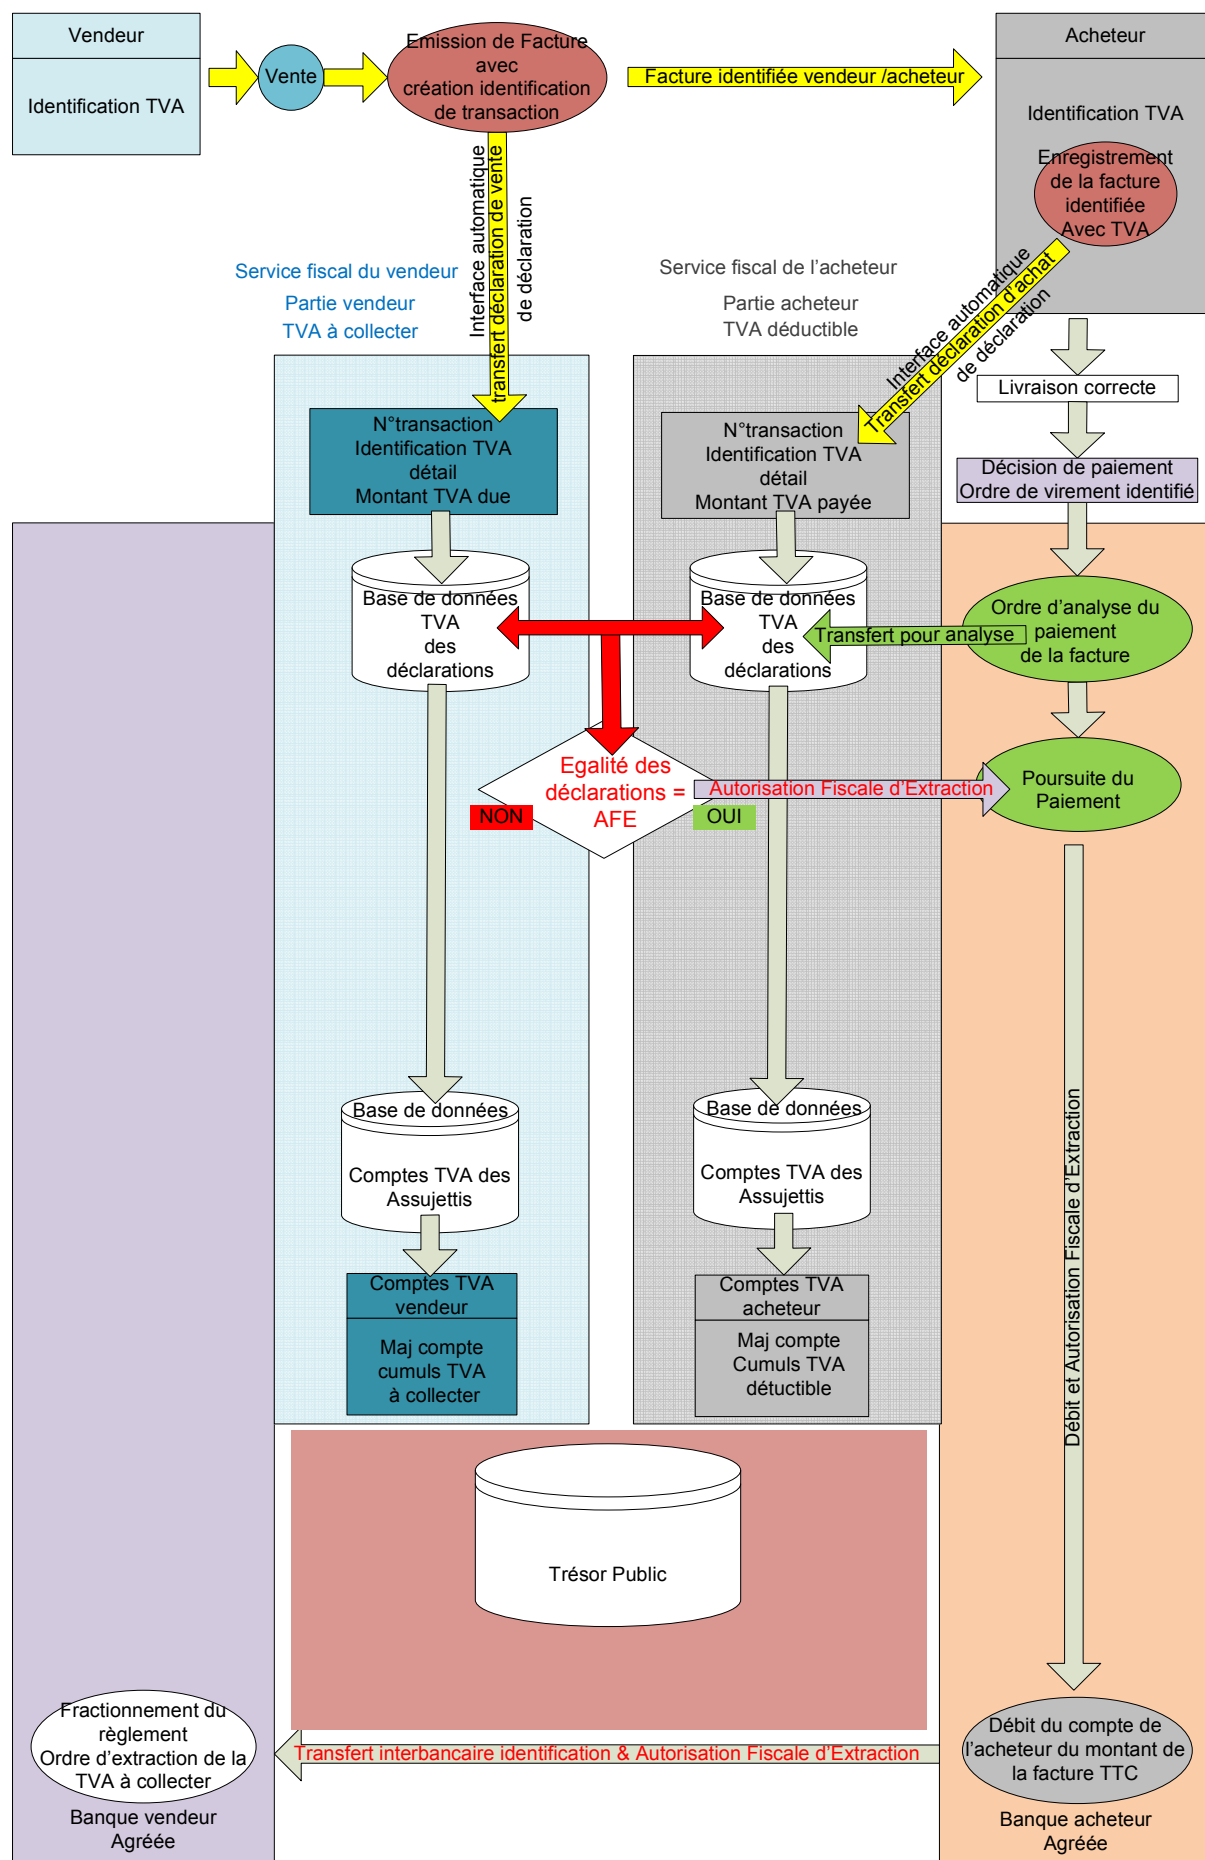 Vendeur
Identification TVA
Vente
Emission de Facture
avec
création identification
de transaction
Facture identifiée vendeur /acheteur
Acheteur
Identification TVA
Enregistrement
de la facture
identifiée
Avec TVA
Interface automatique
transfert déclaration de vente
de déclaration
Interface automatique
Transfert déclaration d’achat
de déclaration
Service fiscal du vendeur
Partie vendeur
TVA à collecter
Service fiscal de l’acheteur
Partie acheteur
TVA déductible
Livraison correcte
Décision de paiement
Ordre de virement identifié
N°transaction
Identification TVA
détail
Montant TVA due
N°transaction
Identification TVA
détail
Montant TVA payée
Base de données
TVA
des
déclarations
Base de données
TVA
des
déclarations
Transfert pour analyse
Ordre d’analyse du
paiement
de la facture
Egalité des
déclarations =
AFE
NON
OUI
Autorisation Fiscale d’Extraction
Poursuite du
Paiement
Base de données
Comptes TVA des
Assujettis
Base de données
Comptes TVA des
Assujettis
Comptes TVA
vendeur
Maj compte
cumuls TVA
à collecter
Comptes TVA
acheteur
Maj compte
Cumuls TVA
détuctible
Débit et Autorisation Fiscale d’Extraction
Trésor Public
Fractionnement du
règlement
Ordre d’extraction de la
TVA à collecter
Transfert interbancaire identification & Autorisation Fiscale d’Extraction
Débit du compte de
l’acheteur du montant de
la facture TTC
Banque vendeur
Agréée
Banque acheteur
Agréée